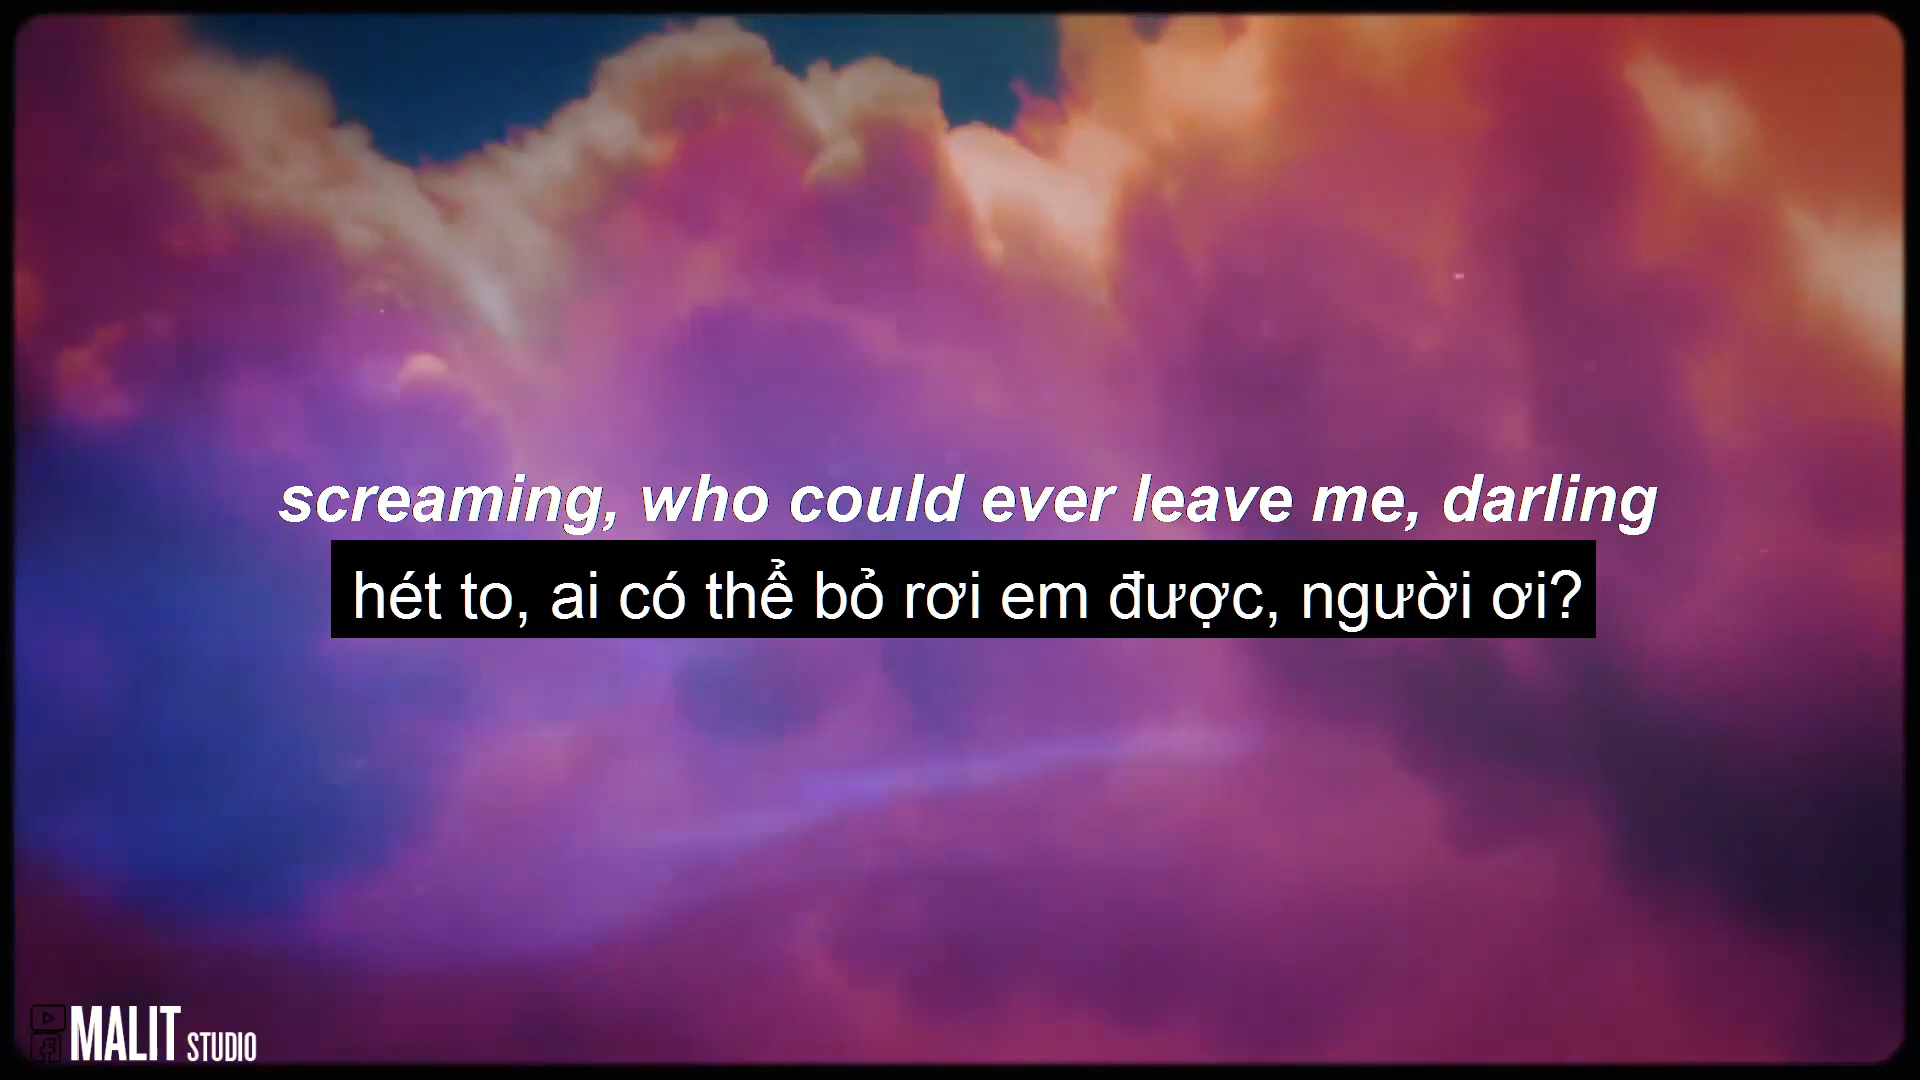 screaming, who could ever leave me, darling
hét to, ai có thể bỏ rơi em được, người ơi?
MALIT STUDIO